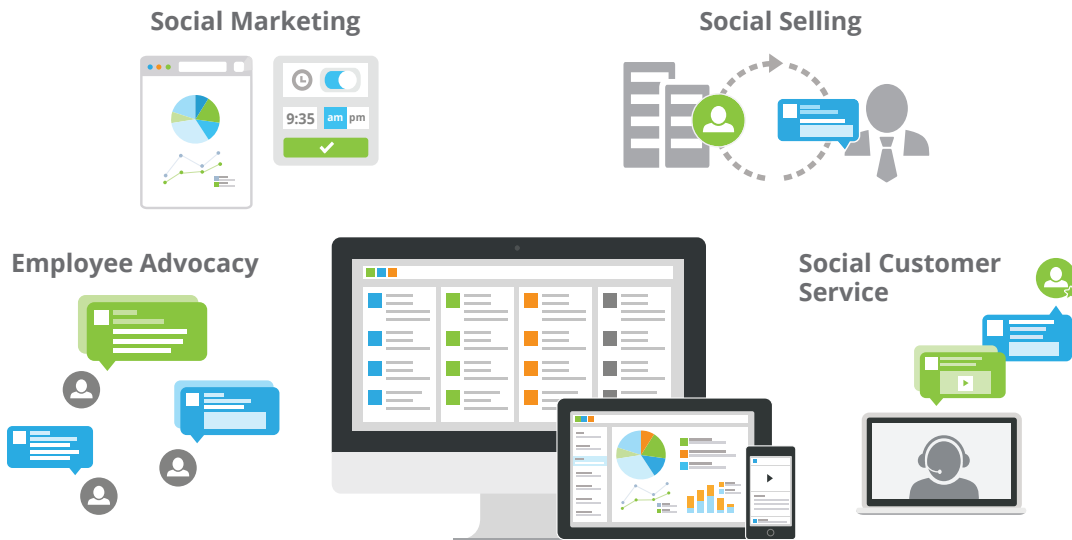 Social Marketing
Social Selling
9:35 am pm
Employee Advocacy
Social Customer
Service